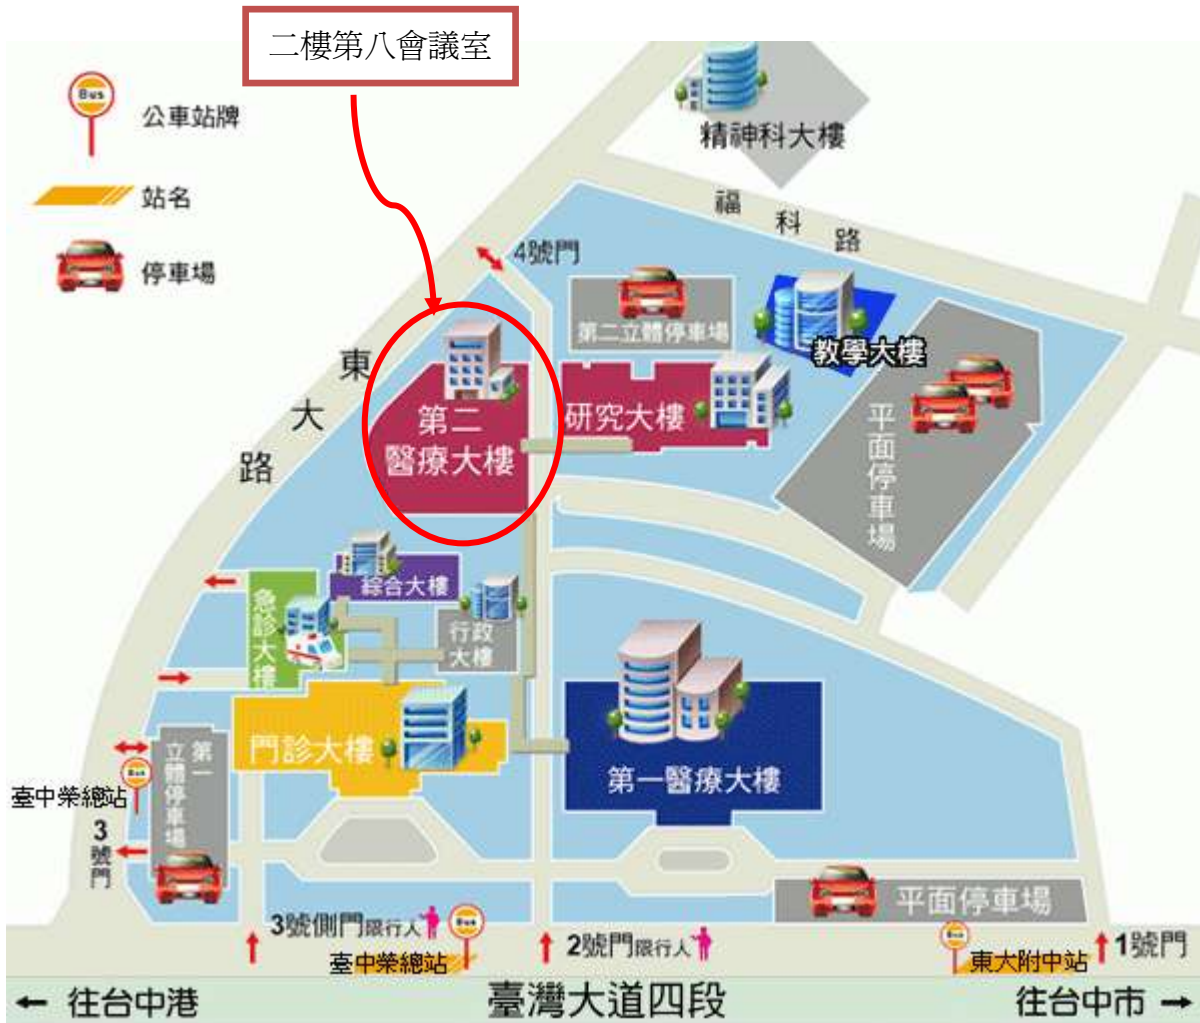 二樓第八會議室
Bus
公車站牌
站名
停車場
精神科大樓
福科路
4號門
第二立體停車場
教學大樓
東大路
第二
醫療大樓
研究大樓
平面停車場
綜合大樓
急診大樓
行政
大樓
門診大樓
第一醫療大樓
第一
立體停車場
Bus
臺中榮總站
3
號
門
平面停車場
3號側門限行人
Bus
臺中榮總站
2號門限行人
Bus
東大附中站
1號門
← 往台中港
臺灣大道四段
往台中市 →